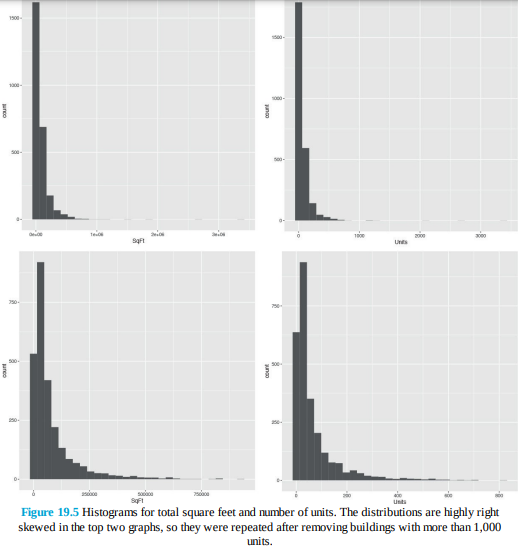 1500
1000
500
0
count
0e+00 1e+06 2e+06 3e+06
SqFt
1500
1000
500
0
count
0 1000 2000 3000
Units
750
500
250
0
count
0 250000 500000 750000
SqFt
750
500
250
0
count
0 200 400 600 800
Units
Figure 19.5 Histograms for total square feet and number of units. The distributions are highly right
skewed in the top two graphs, so they were repeated after removing buildings with more than 1,000
units.